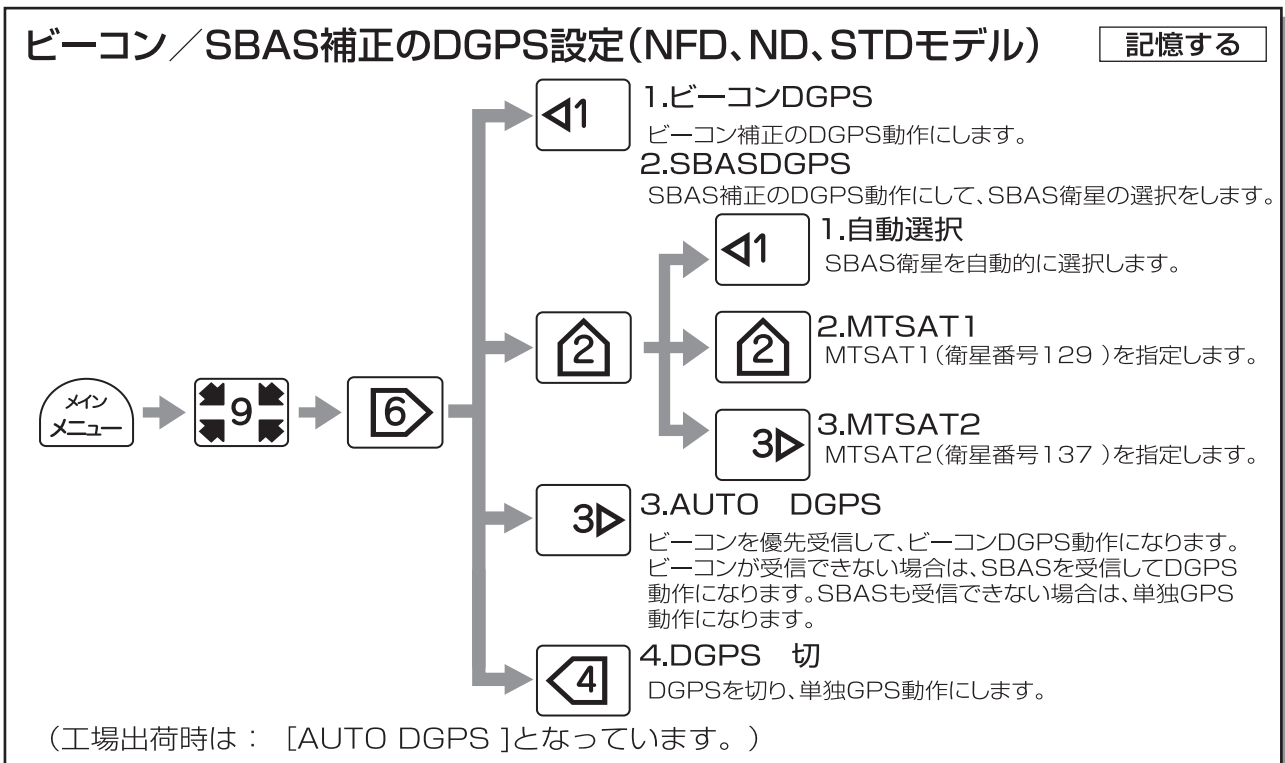 ビーコン／SBAS補正のDGPS設定(NFD、ND、STDモデル)
記憶する
1
1.ビーコンDGPS
ビーコン補正のDGPS動作にします。
2.SBASDGPS
SBAS補正のDGPS動作にして、SBAS衛星の選択をします。
1
1.自動選択
SBAS衛星を自動的に選択します。
2
2
2.MTSAT1
MTSAT1(衛星番号129 )を指定します。
メイン
メニュー
9
6
3
3.MTSAT2
MTSAT2(衛星番号137 )を指定します。
3
3.AUTO　DGPS
ビーコンを優先受信して、ビーコンDGPS動作になります。
ビーコンが受信できない場合は、SBASを受信してDGPS
動作になります。SBASも受信できない場合は、単独GPS
動作になります。
4
4.DGPS　切
DGPSを切り、単独GPS動作にします。
（工場出荷時は： [AUTO DGPS ]となっています。）